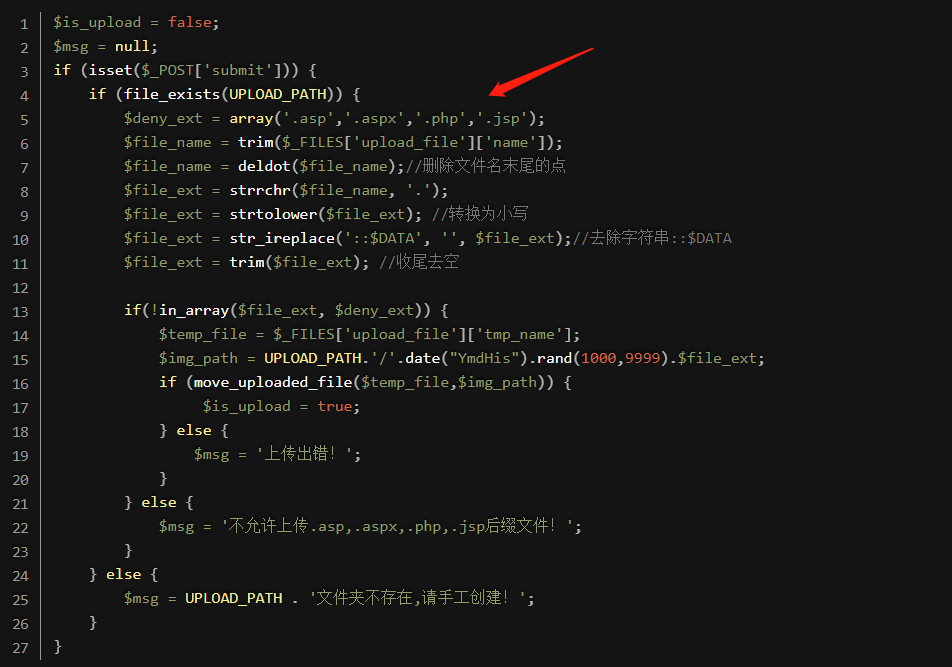 1 $is_upload = false;
2 $msg = null;
3 if (isset($_POST['submit'])) {
4     if (file_exists(UPLOAD_PATH)) {
5         $deny_ext = array('.asp','.aspx','.php','.jsp');
6         $file_name = trim($_FILES['upload_file']['name']);
7         $file_name = deldot($file_name);//删除文件名末尾的点
8         $file_ext = strrchr($file_name, '.');
9         $file_ext = strtolower($file_ext); //转换为小写
10         $file_ext = str_ireplace('::$DATA', '', $file_ext);//去除字符串::$DATA
11         $file_ext = trim($file_ext); //收尾去空
12
13         if(!in_array($file_ext, $deny_ext)) {
14             $temp_file = $_FILES['upload_file']['tmp_name'];
15             $img_path = UPLOAD_PATH.'/'.date("YmdHis").rand(1000,9999).$file_ext;
16             if (move_uploaded_file($temp_file,$img_path)) {
17                  $is_upload = true;
18             } else {
19                 $msg = '上传出错！';
20             }
21         } else {
22             $msg = '不允许上传.asp,.aspx,.php,.jsp后缀文件！';
23         }
24     } else {
25         $msg = UPLOAD_PATH . '文件夹不存在,请手工创建！';
26     }
27 }